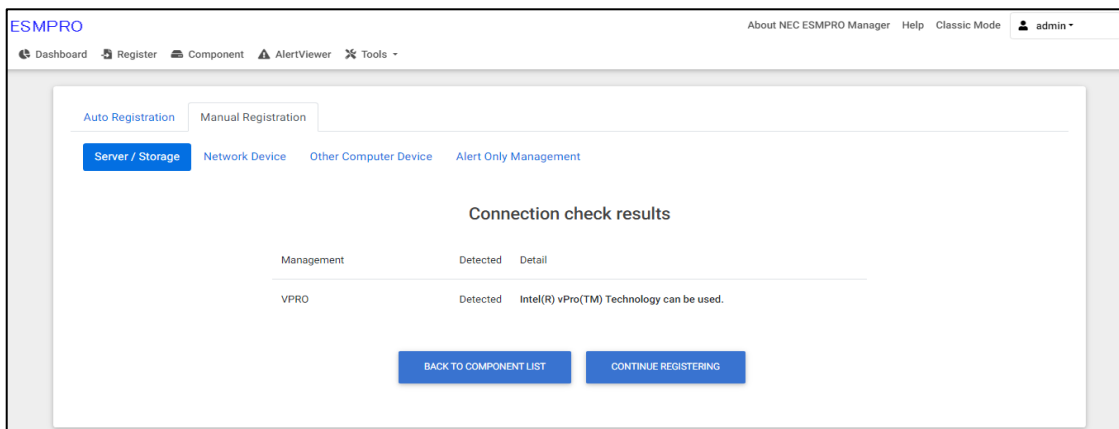 ESMPRO
About NEC ESMPRO Manager Help Classic Mode admin
Dashboard Register Component AlertViewer Tools
Auto Registration Manual Registration
Server / Storage Network Device Other Computer Device Alert Only Management
Connection check results
Management Detected Detail
VPRO Detected Intel(R) vPro(TM) Technology can be used.
BACK TO COMPONENT LIST CONTINUE REGISTERING